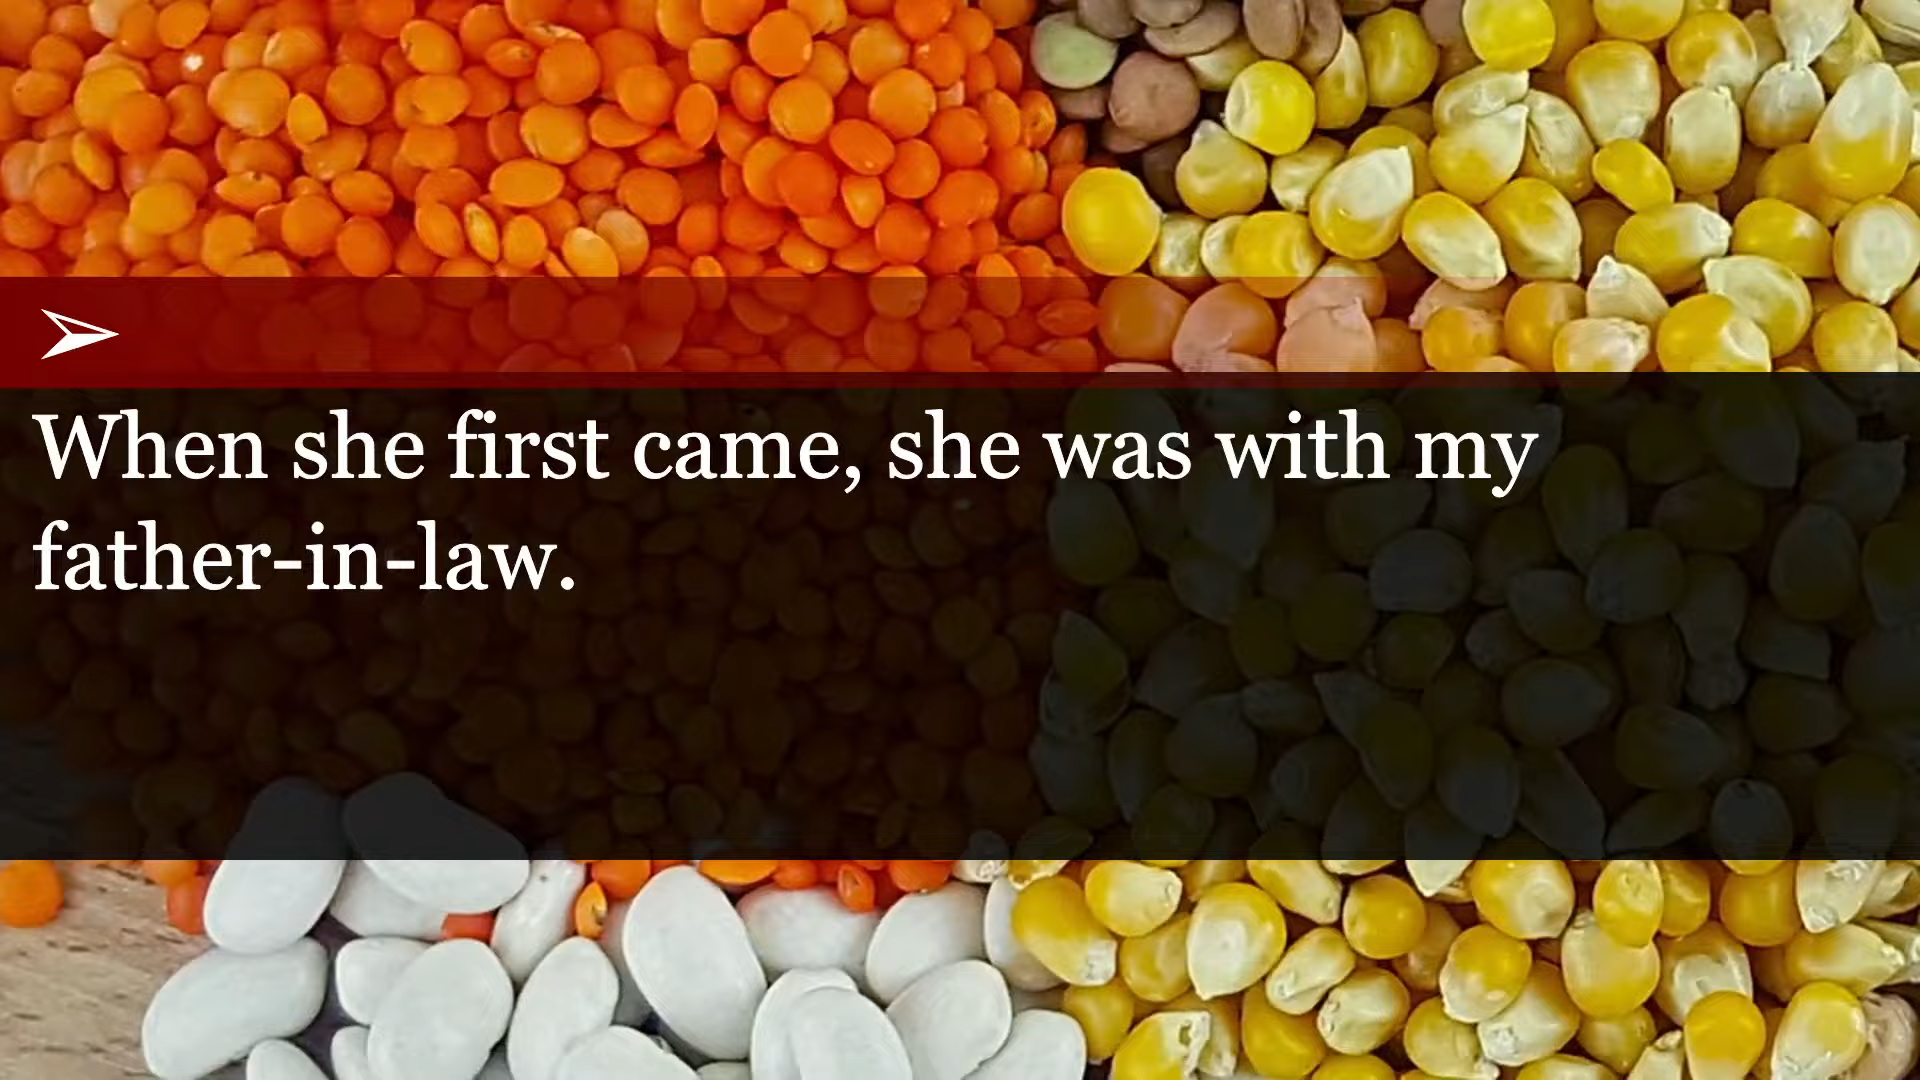 When she first came, she was with my
father-in-law.